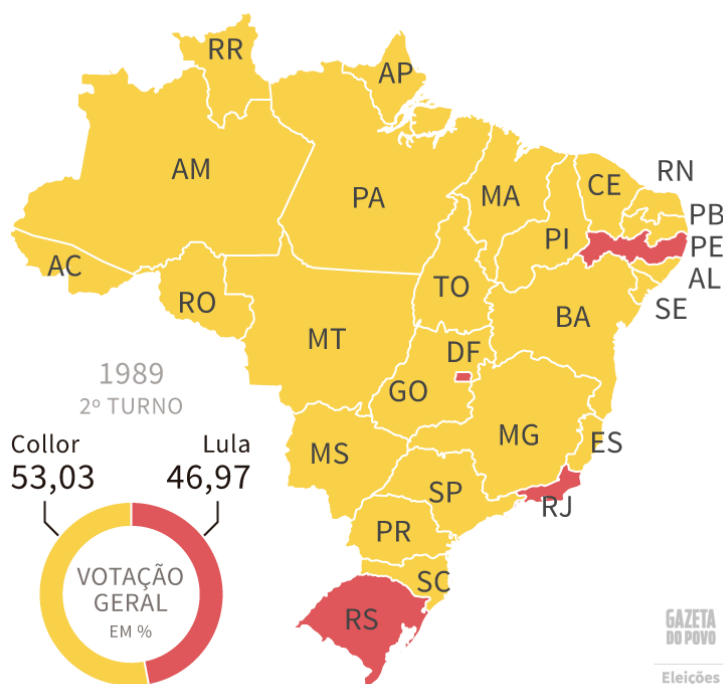 RR
AP
AM
PA
MA
CE
RN
PB
PI
PE
AL
AC
TO
SE
RO
BA
MT
DF
GO
1989
2º TURNO
MG
ES
Collor
Lula
53,03
46,97
MS
SP
RJ
PR
VOTAÇÃO
GERAL
EM %
SC
RS
GAZETA
DO POVO
Eleições